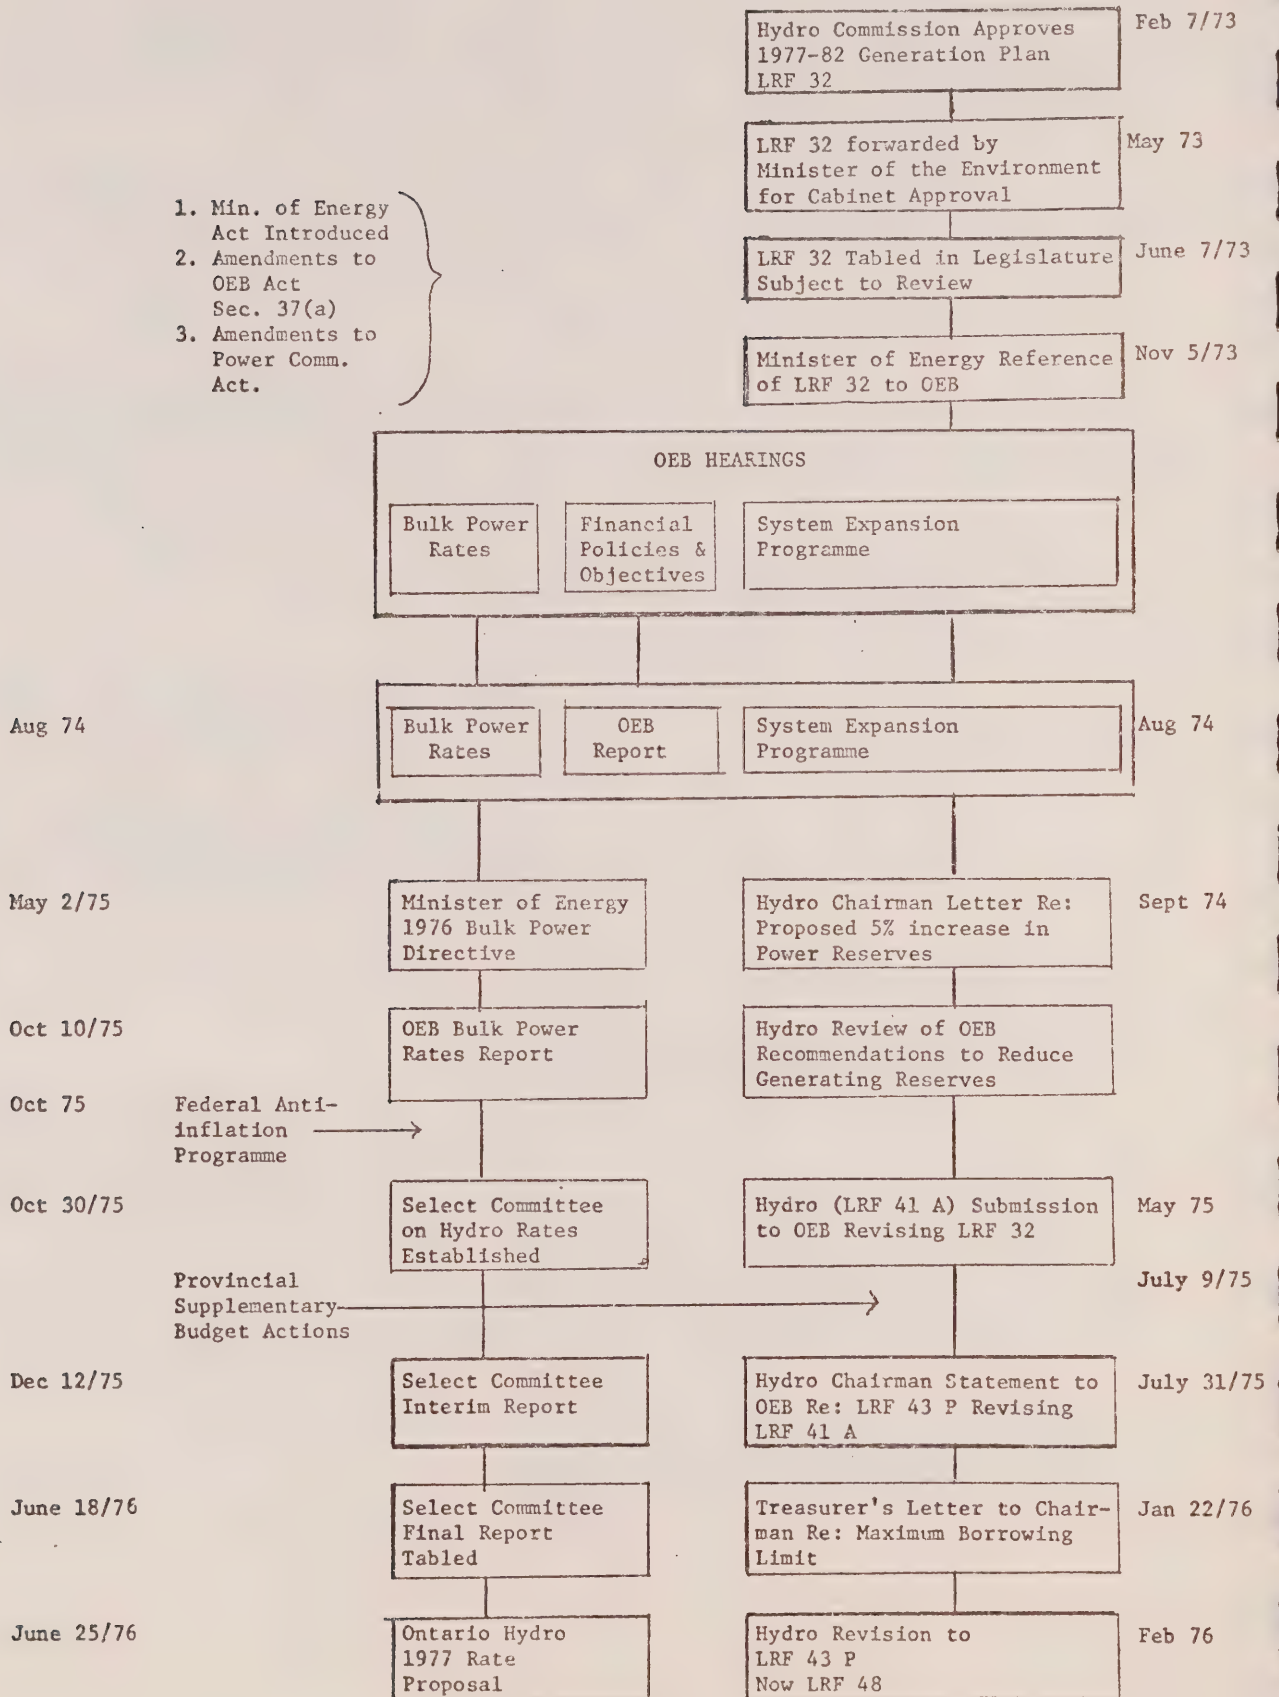 Hydro Commission Approves
1977-82 Generation Plan
LRF 32
Feb 7/73
LRF 32 forwarded by
Minister of the Environment
for Cabinet Approval
May 73
1. Min. of Energy
Act Introduced
2. Amendments to
OEB Act
Sec. 37(a)
3. Amendments to
Power Comm.
Act.
LRF 32 Tabled in Legislature
Subject to Review
June 7/73
Minister of Energy Reference
of LRF 32 to OEB
Nov 5/73
OEB HEARINGS
Bulk Power
Rates
Financial
Policies &
Objectives
System Expansion
Programme
Aug 74
Bulk Power
Rates
OEB
Report
System Expansion
Programme
Aug 74
May 2/75
Minister of Energy
1976 Bulk Power
Directive
Hydro Chairman Letter Re:
Proposed 5% increase in
Power Reserves
Sept 74
Oct 10/75
OEB Bulk Power
Rates Report
Hydro Review of OEB
Recommendations to Reduce
Generating Reserves
Oct 75
Federal Anti-
inflation
Programme
Oct 30/75
Select Committee
on Hydro Rates
Established
Hydro (LRF 41 A) Submission
to OEB Revising LRF 32
May 75
Provincial
Supplementary
Budget Actions
July 9/75
Dec 12/75
Select Committee
Interim Report
Hydro Chairman Statement to
OEB Re: LRF 43 P Revising
LRF 41 A
July 31/75
June 18/76
Select Committee
Final Report
Tabled
Treasurer's Letter to Chair-
man Re: Maximum Borrowing
Limit
Jan 22/76
June 25/76
Ontario Hydro
1977 Rate
Proposal
Hydro Revision to
LRF 43 P
Now LRF 48
Feb 76